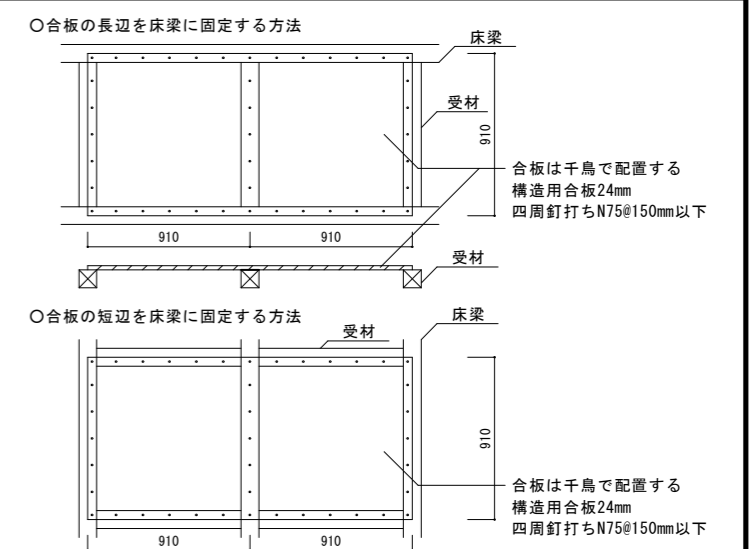 〇合板の長辺を床梁に固定する方法
床梁
受材
910
合板は千鳥で配置する
構造用合板24mm
四周釘打ちN75@150mm以下
910
910
受材
〇合板の短辺を床梁に固定する方法
受材
床梁
910
合板は千鳥で配置する
構造用合板24mm
四周釘打ちN75@150mm以下
910
910